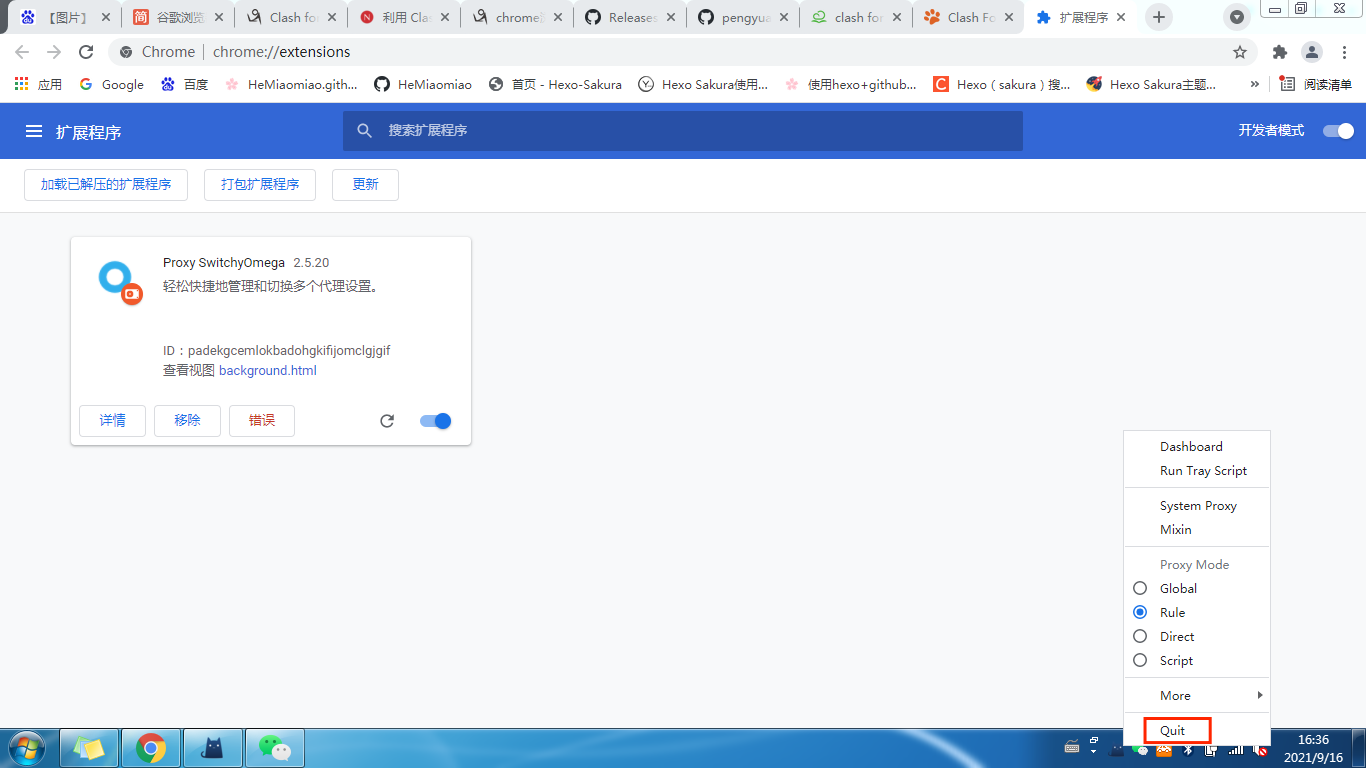 【图片】
谷歌浏览
Clash for
利用 Clas
chrome
Releases
pengyua
clash for
Clash Fo
扩展程序
Chrome
chrome://extensions
应用
Google
百度
HeMiaomiao.gith...
HeMiaomiao
首页 - Hexo-Sakura
Hexo Sakura使用...
使用hexo+github...
Hexo（sakura）搜...
Hexo Sakura主题...
»
阅读清单
扩展程序
搜索扩展程序
开发者模式
加载已解压的扩展程序
打包扩展程序
更新
Proxy SwitchyOmega 2.5.20
轻松快捷地管理和切换多个代理设置。
ID：padekgcemlokbadohgkifijomclgjgif
查看视图 background.html
详情
移除
错误
Dashboard
Run Tray Script
System Proxy
Mixin
Proxy Mode
Global
Rule
Direct
Script
More
Quit
16:36
2021/9/16